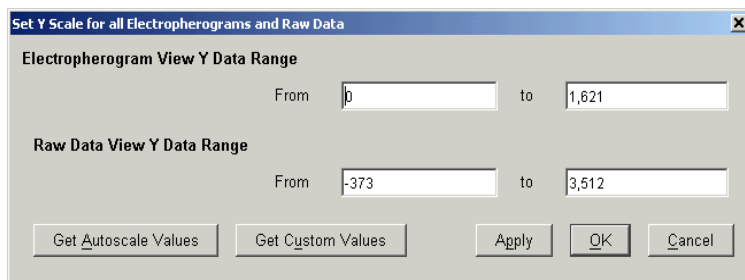 Set Y Scale for all Electropherograms and Raw Data
Electropherogram View Y Data Range
From 0 to 1,621
Raw Data View Y Data Range
From -373 to 3,512
Get Autoscale Values Get Custom Values Apply OK Cancel